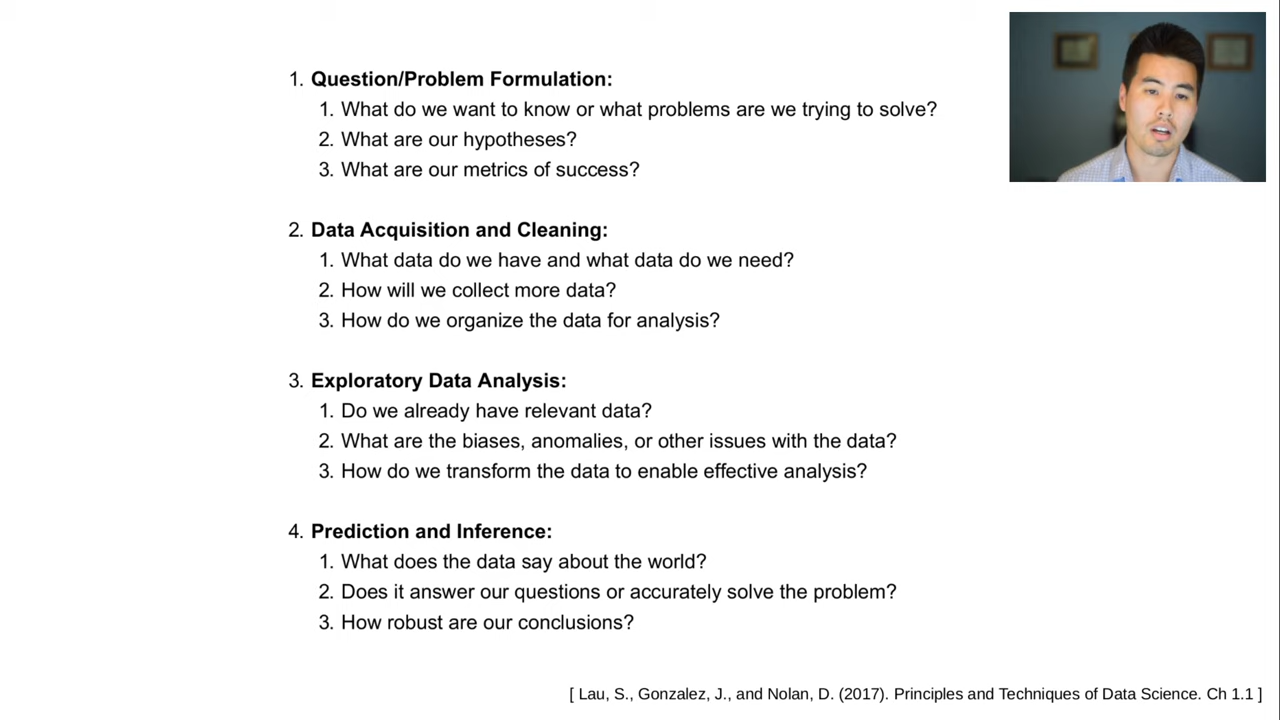 1. Question/Problem Formulation:
1. What do we want to know or what problems are we trying to solve?
2. What are our hypotheses?
3. What are our metrics of success?
2. Data Acquisition and Cleaning:
1. What data do we have and what data do we need?
2. How will we collect more data?
3. How do we organize the data for analysis?
3. Exploratory Data Analysis:
1. Do we already have relevant data?
2. What are the biases, anomalies, or other issues with the data?
3. How do we transform the data to enable effective analysis?
4. Prediction and Inference:
1. What does the data say about the world?
2. Does it answer our questions or accurately solve the problem?
3. How robust are our conclusions?
[ Lau, S., Gonzalez, J., and Nolan, D. (2017). Principles and Techniques of Data Science. Ch 1.1 ]